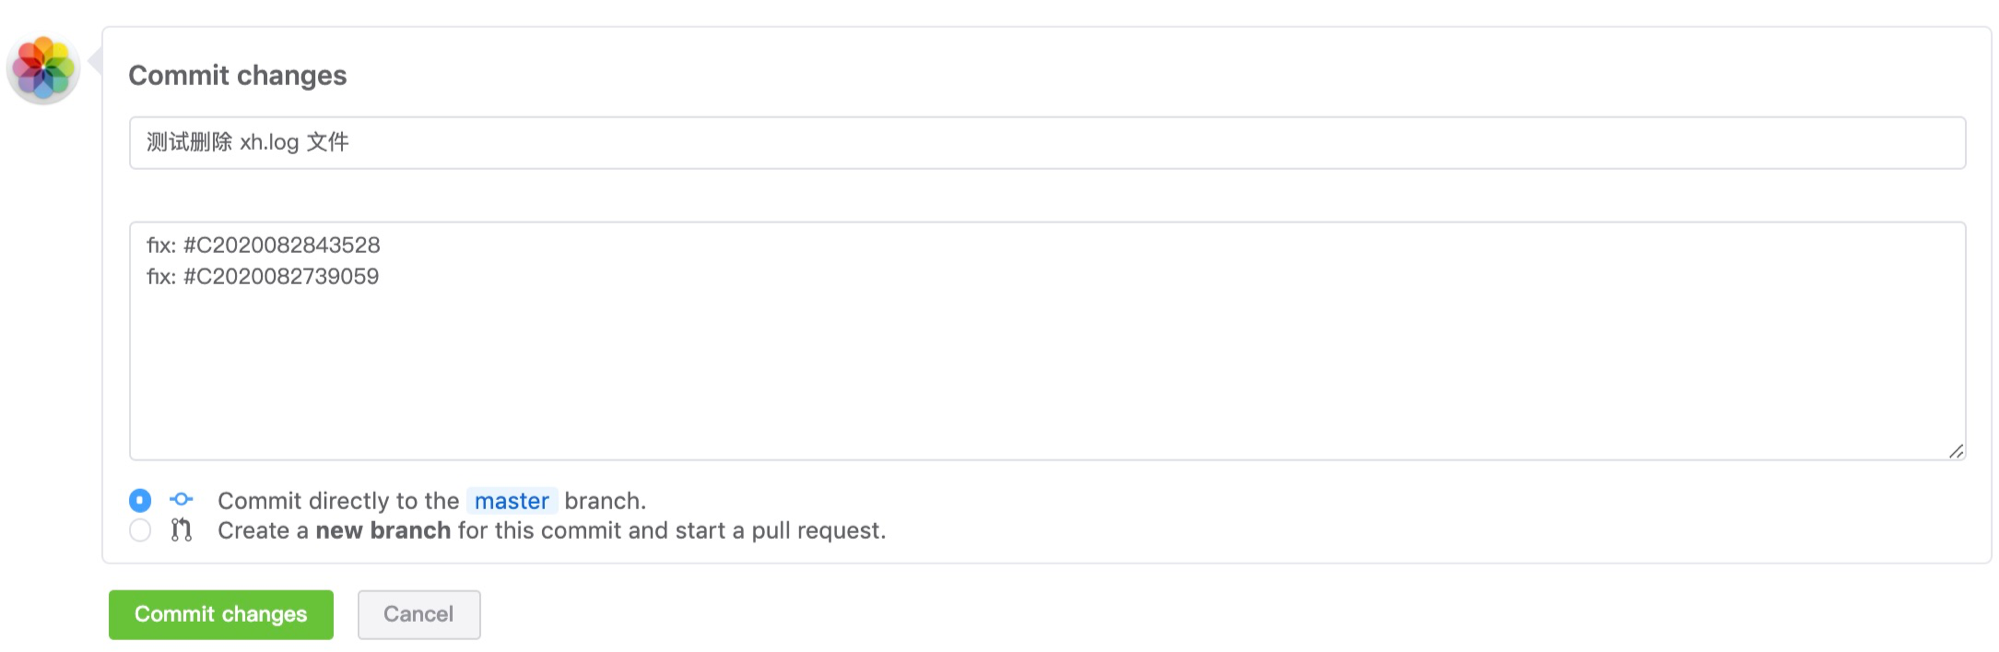 Commit changes
测试删除 xh.log 文件
fix: #C2020082843528
fix: #C2020082739059
Commit directly to the master branch.
Create a new branch for this commit and start a pull request.
Commit changes
Cancel